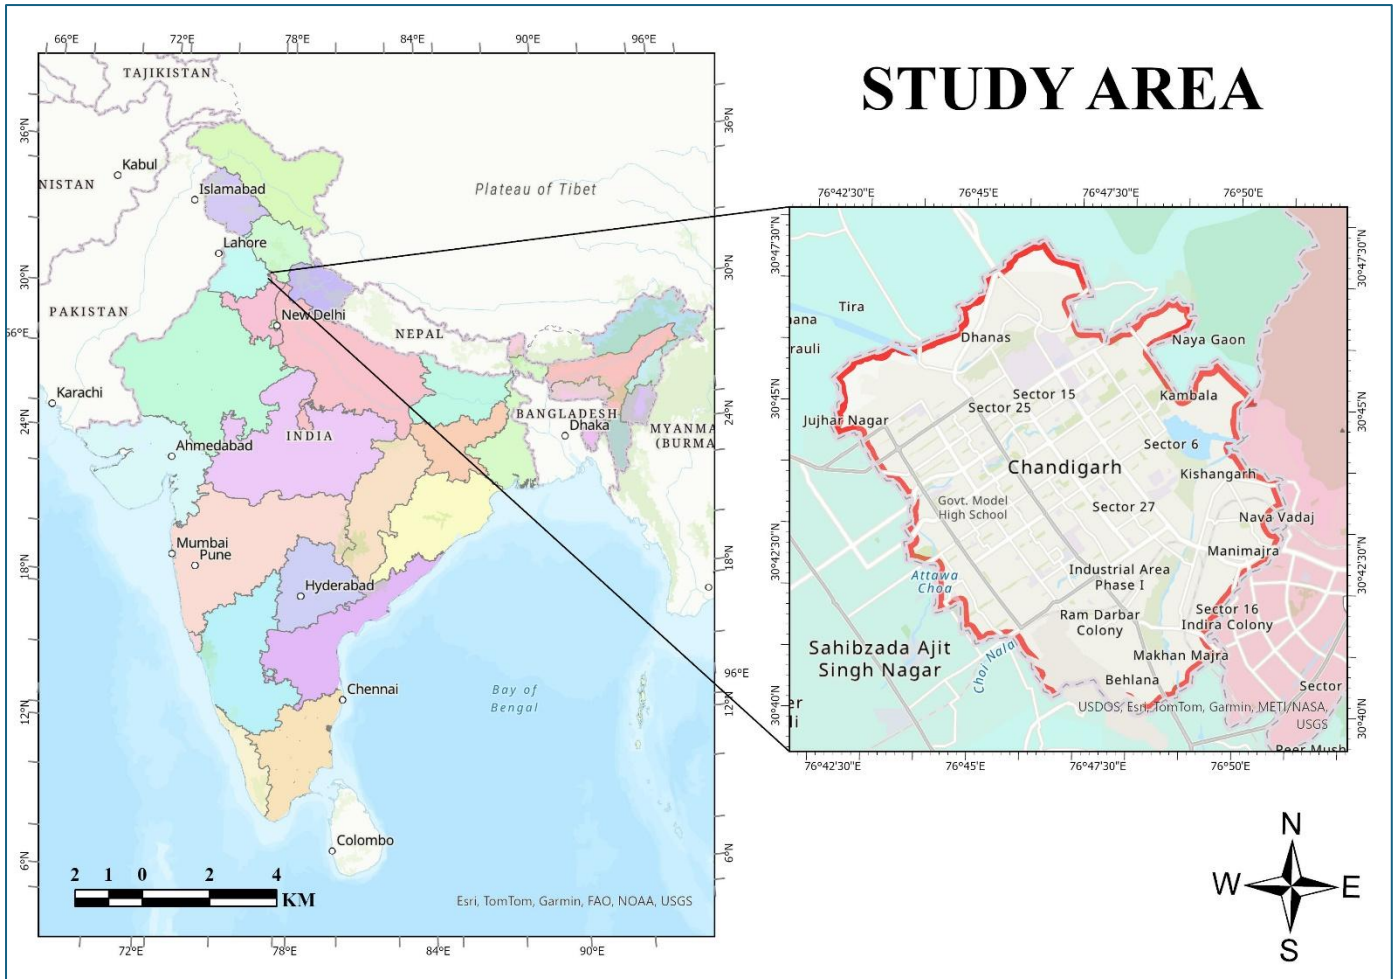 STUDY AREA
66°E 72°E 78°E 84°E 90°E 96°E
TAJIKISTAN
36°N
36°N
Kabul
NISTAN
Islamabad
Plateau of Tibet
Lahore
30°N
30°N
PAKISTAN
New Delhi
NEPAL
66°E
Karachi
24°N
24°N
BANGLADESH
Dhaka
MYANMA
(BURMA
INDIA
Ahmedabad
Mumbai
Pune
18°N
18°N
Hyderabad
96°E
Chennai
Bay of
Bengal
12°N
12°N
Colombo
6°N
6°N
2 1 0 2 4
KM
Esri, TomTom, Garmin, FAO, NOAA, USGS
72°E 78°E 84°E 90°E
76°42'30"E 76°45'E 76°47'30"E 76°50'E
30°47'30"N
30°47'30"N
Tira
ana
rauli
Dhanas
Naya Gaon
30°45'N
30°45'N
Sector 15
Sector 25
Kambala
Jujhar Nagar
Sector 6
Chandigarh
Kishangarh
Govt. Model
High School
Sector 27
Nava Vadaj
Manimajra
30°42'30"N
30°42'30"N
Attawa
Choa
Industrial Area
Phase I
Ram Darbar
Colony
Sector 16
Indira Colony
Sahibzada Ajit
Singh Nagar
Choi Nala
Makhan Majra
Behlana
Sector
30°40'N
30°40'N
er
li
USDOS, Esri, TomTom, Garmin, METI/NASA,
USGS
Peer Mush
76°42'30"E 76°45'E 76°47'30"E 76°50'E
N
W E
S